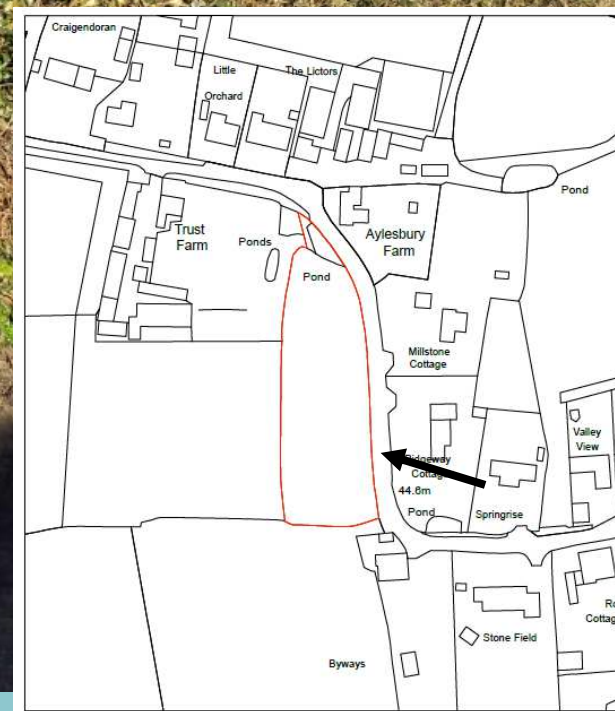 Craigendoran
Little
Orchard
The Lictors
Pond
Trust
Farm
Ponds
Aylesbury
Farm
Pond
Millstone
Cottage
Ridgeway
Cottage
44.6m
Pond
Springrise
Valley
View
Stone Field
Byways